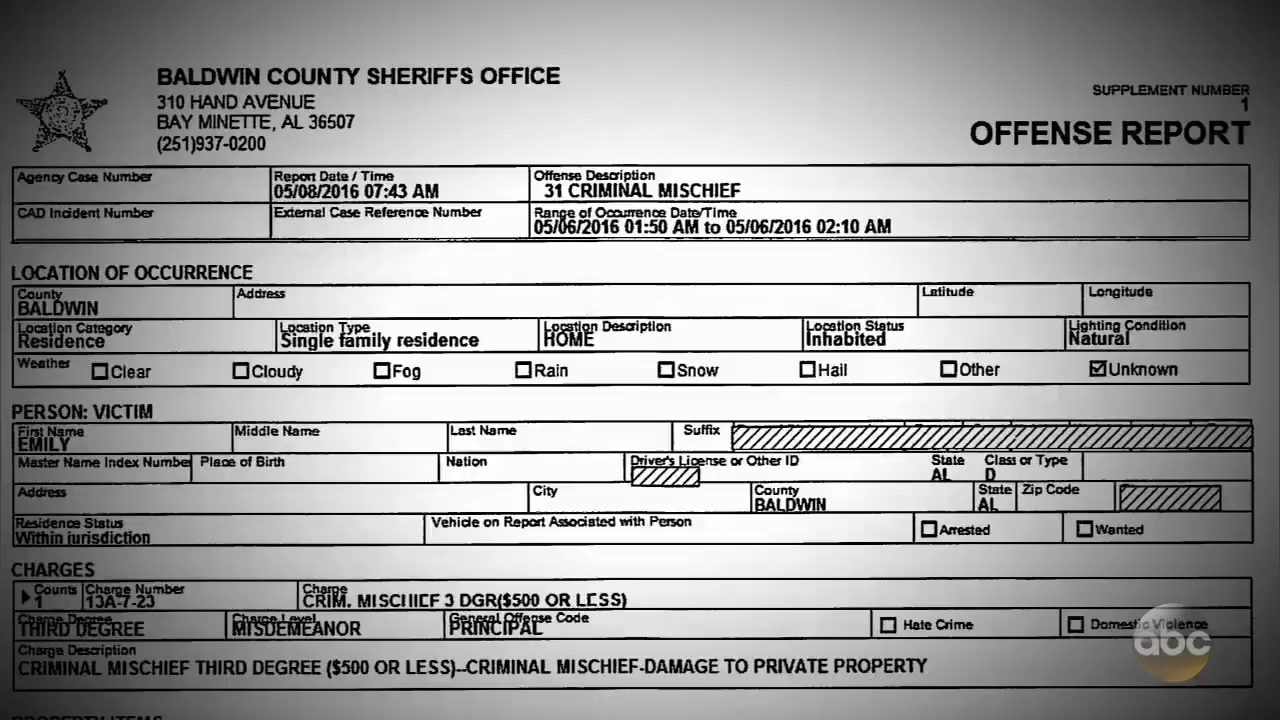 BALDWIN COUNTY SHERIFFS OFFICE
310 HAND AVENUE
BAY MINETTE, AL 36507
(251)937-0200
SUPPLEMENT NUMBER
1
OFFENSE REPORT
Agency Case Number Report Date / Time Offense Description
05/08/2016 07:43 AM 31 CRIMINAL MISCHIEF
CAD Incident Number External Case Reference Number Range of Occurrence Date/Time
05/06/2016 01:50 AM to 05/06/2016 02:10 AM
LOCATION OF OCCURRENCE
County Address Latitude Longitude
BALDWIN
Location Category Location Type Location Description Location Status Lighting Condition
Residence Single family residence HOME Inhabited Natural
Weather Clear Cloudy Fog Rain Snow Hail Other Unknown
PERSON: VICTIM
First Name Middle Name Last Name Suffix
EMILY
Master Name Index Number Place of Birth Nation Driver's License or Other ID State Class or Type
AL D
Address City County State Zip Code
BALDWIN AL
Residence Status Vehicle on Report Associated with Person Arrested Wanted
Within jurisdiction
CHARGES
Counts Charge Number Charge
1 13A-7-23 CRIM. MISCHIEF 3 DGR($500 OR LESS)
Charge Degree Charge Level General Offense Code Hate Crime Domestic Violence
THIRD DEGREE MISDEMEANOR PRINCIPAL
Charge Description
CRIMINAL MISCHIEF THIRD DEGREE ($500 OR LESS)--CRIMINAL MISCHIEF-DAMAGE TO PRIVATE PROPERTY
abc
PROPERTY ITEMS